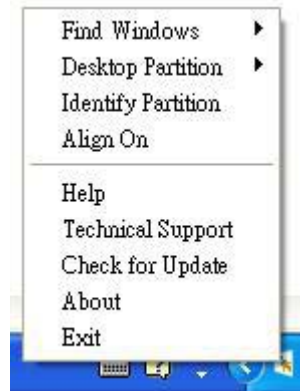 Find Windows
Desktop Partition
Identify Partition
Align On
Help
Technical Support
Check for Update
About
Exit